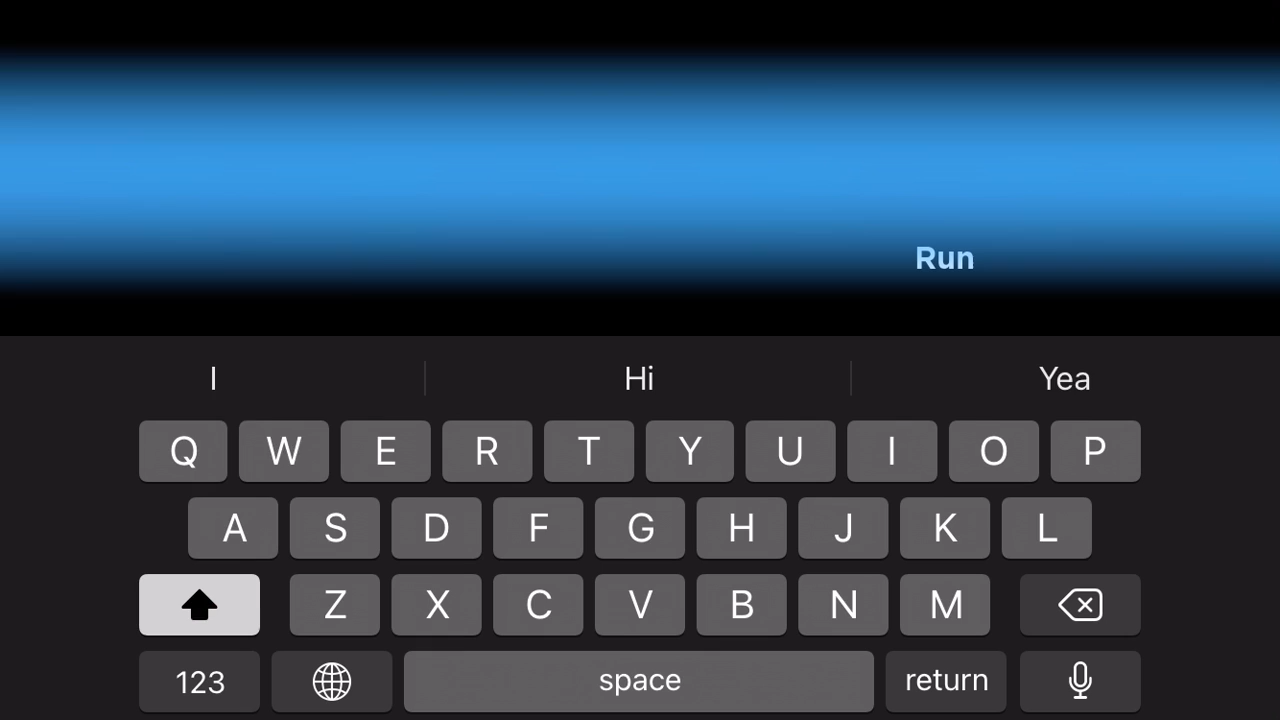 Run
I Hi Yea
Q W E R T Y U I O P
A S D F G H J K L
Z X C V B N M
123 space return